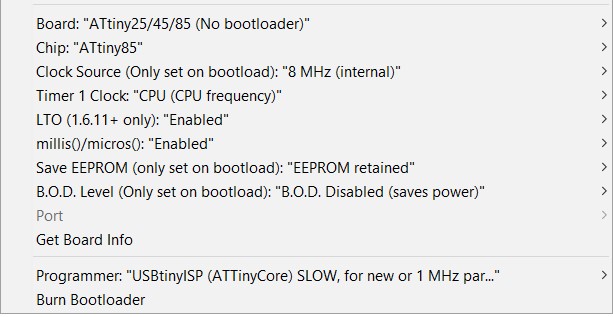 Board: "ATtiny25/45/85 (No bootloader)"
Chip: "ATtiny85"
Clock Source (Only set on bootload): "8 MHz (internal)"
Timer 1 Clock: "CPU (CPU frequency)"
LTO (1.6.11+ only): "Enabled"
millis()/micros(): "Enabled"
Save EEPROM (only set on bootload): "EEPROM retained"
B.O.D. Level (Only set on bootload): "B.O.D. Disabled (saves power)"
Port
Get Board Info
Programmer: "USBtinyISP (ATTinyCore) SLOW, for new or 1 MHz par..."
Burn Bootloader